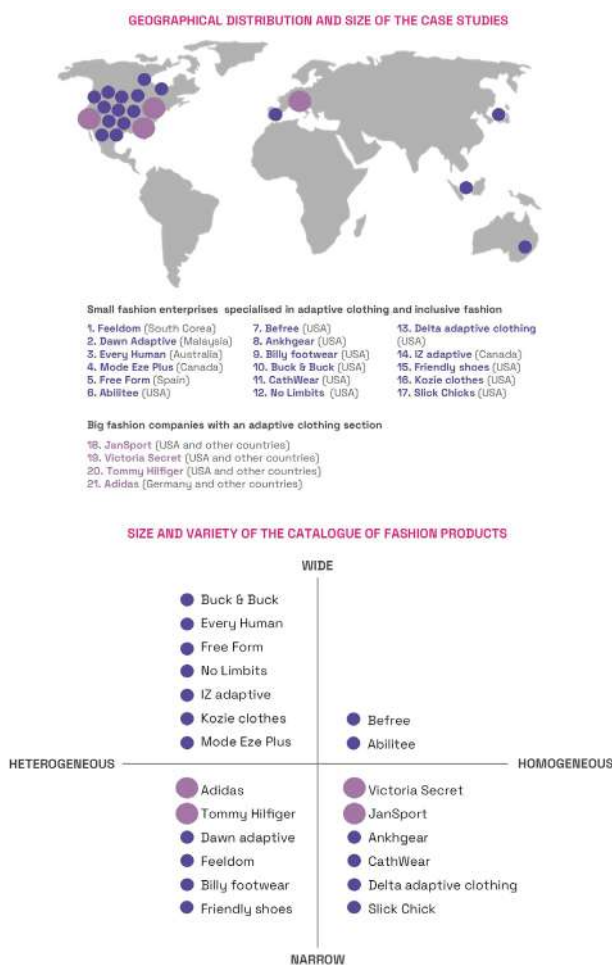 GEOGRAPHICAL DISTRIBUTION AND SIZE OF THE CASE STUDIES
Small fashion enterprises specialised in adaptive clothing and inclusive fashion
1. Feeldom (South Corea)
2. Dawn Adaptive (Malaysia)
3. Every Human (Australia)
4. Mode Eze Plus (Canada)
5. Free Form (Spain)
6. Abilitee (USA)
7. Befree (USA)
8. Ankhgear (USA)
9. Billy footwear (USA)
10. Buck & Buck (USA)
11. CathWear (USA)
12. No Limbits (USA)
13. Delta adaptive clothing
(USA)
14. IZ adaptive (Canada)
15. Friendly shoes (USA)
16. Kozie clothes (USA)
17. Slick Chicks (USA)
Big fashion companies with an adaptive clothing section
18. JanSport (USA and other countries)
19. Victoria Secret (USA and other countries)
20. Tommy Hilfiger (USA and other countries)
21. Adidas (Germany and other countries)
SIZE AND VARIETY OF THE CATALOGUE OF FASHION PRODUCTS
WIDE
Buck & Buck
Every Human
Free Form
No Limbits
IZ adaptive
Kozie clothes
Mode Eze Plus
Befree
Abilitee
HETEROGENEOUS
HOMOGENEOUS
Adidas
Tommy Hilfiger
Dawn adaptive
Feeldom
Billy footwear
Friendly shoes
Victoria Secret
JanSport
Ankhgear
CathWear
Delta adaptive clothing
Slick Chick
NARROW